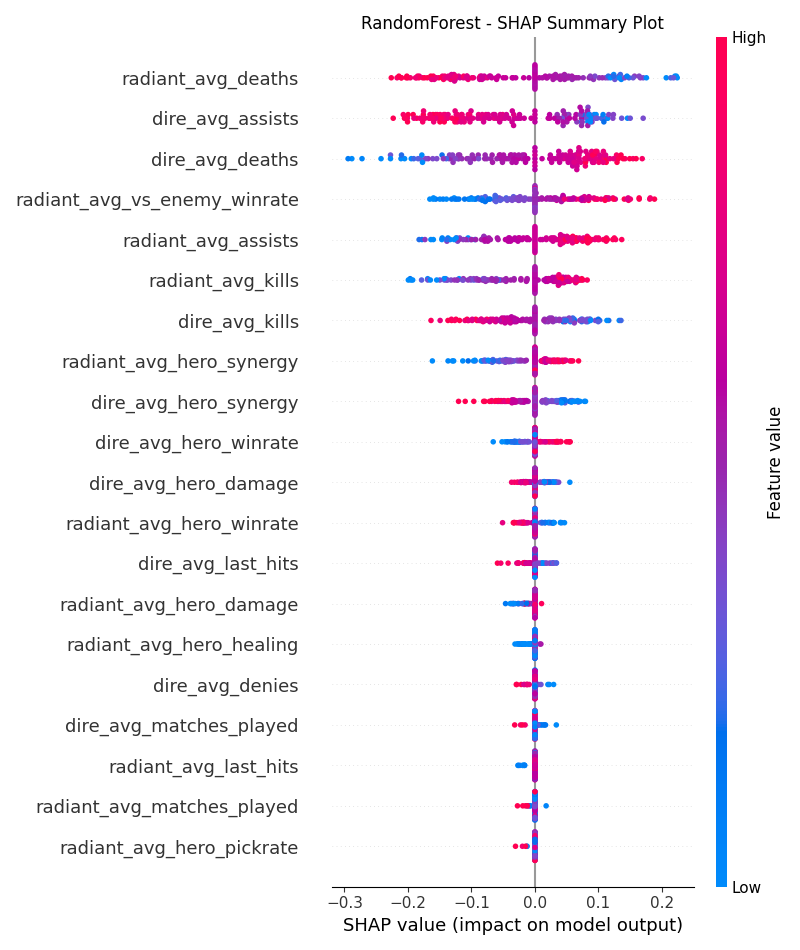 RandomForest - SHAP Summary Plot
High
radiant_avg_deaths
dire_avg_assists
dire_avg_deaths
radiant_avg_vs_enemy_winrate
radiant_avg_assists
radiant_avg_kills
dire_avg_kills
radiant_avg_hero_synergy
dire_avg_hero_synergy
dire_avg_hero_winrate
dire_avg_hero_damage
radiant_avg_hero_winrate
dire_avg_last_hits
radiant_avg_hero_damage
radiant_avg_hero_healing
dire_avg_denies
dire_avg_matches_played
radiant_avg_last_hits
radiant_avg_matches_played
radiant_avg_hero_pickrate
Feature value
Low
−0.3 −0.2 −0.1 0.0 0.1 0.2
SHAP value (impact on model output)